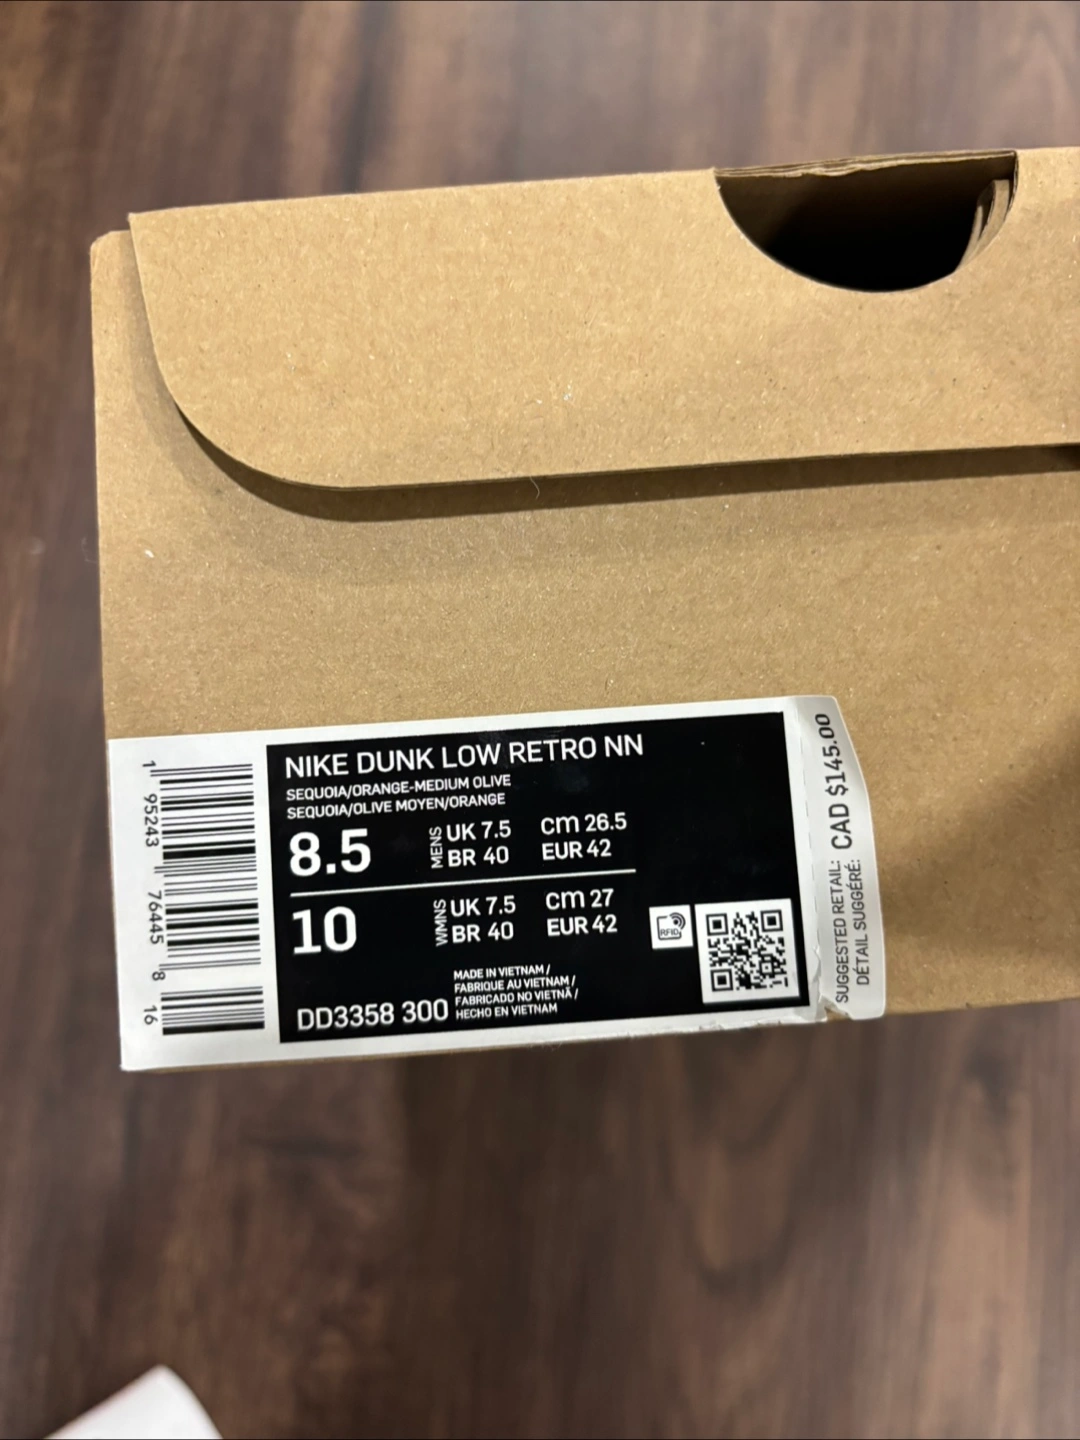 NIKE DUNK LOW RETRO NN
SEQUOIA/ORANGE-MEDIUM OLIVE
SEQUOIA/OLIVE MOYEN/ORANGE
8.5
MENS
UK 7.5
BR 40
cm 26.5
EUR 42
10
WMNS
UK 7.5
BR 40
cm 27
EUR 42
RFID
MADE IN VIETNAM /
FABRIQUE AU VIETNAM /
FABRICADO NO VIETNÃ /
HECHO EN VIETNAM
DD3358 300
1 95243 76445 8 16
SUGGESTED RETAIL:
DÉTAIL SUGGÉRÉ:
CAD $145.00